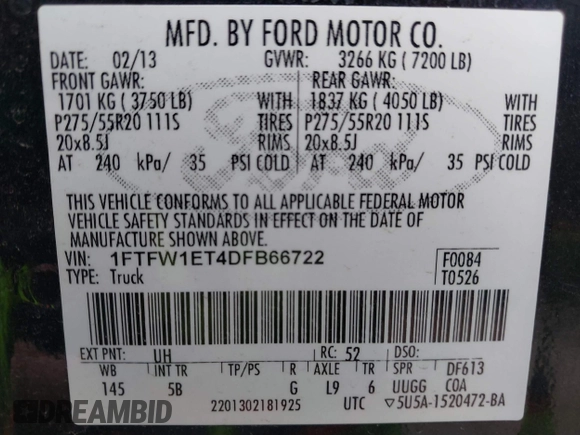 MFD. BY FORD MOTOR CO.
DATE: 02/13 GVWR: 3266 KG ( 7200 LB)
FRONT GAWR: REAR GAWR:
1701 KG ( 3750 LB) WITH 1837 KG ( 4050 LB) WITH
P275/55R20 111S TIRES P275/55R20 111S TIRES
20x8.5J RIMS 20x8.5J RIMS
AT 240 kPa/ 35 PSI COLD AT 240 kPa/ 35 PSI COLD
THIS VEHICLE CONFORMS TO ALL APPLICABLE FEDERAL MOTOR
VEHICLE SAFETY STANDARDS IN EFFECT ON THE DATE OF
MANUFACTURE SHOWN ABOVE.
VIN: 1FTFW1ET4DFB66722 F0084
TYPE: Truck T0526
EXT PNT: UH RC: 52 DSO:
WB INT TR TP/PS R AXLE TR SPR DF613
145 5B G L9 6 UUGG COA
2201302181925 UTC ▽5U5A-1520472-BA
DREAMBID
Ford